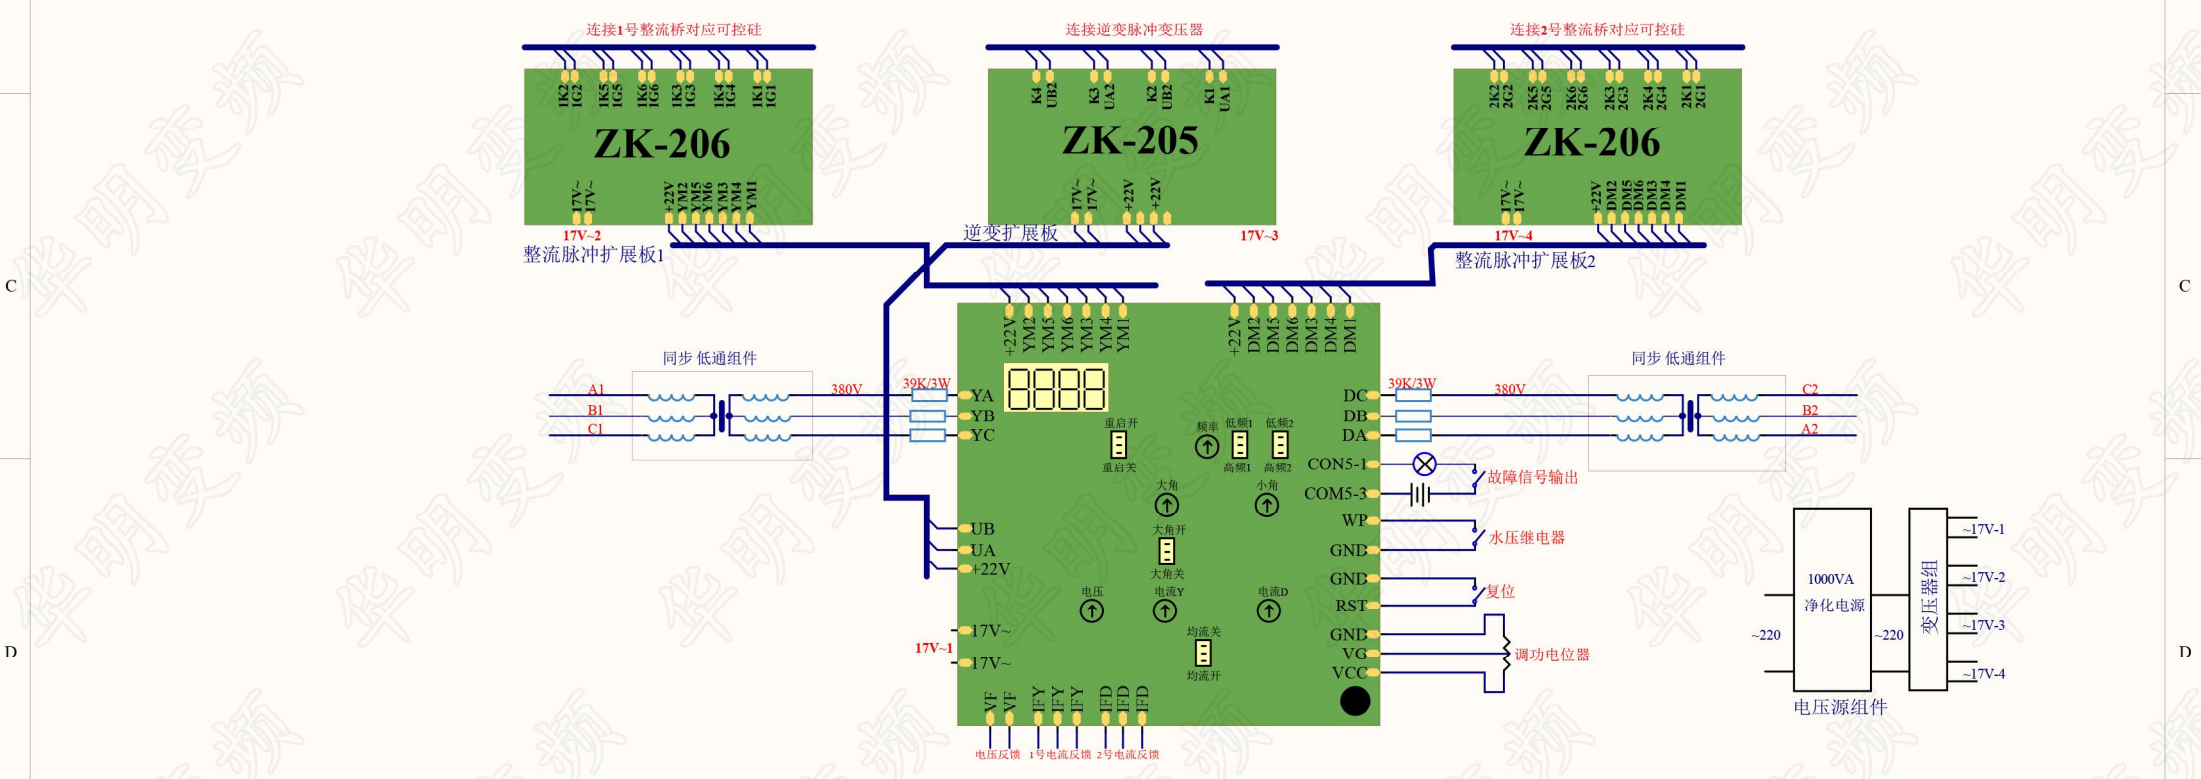 连接1号整流桥对应可控硅
连接逆变脉冲变压器
连接2号整流桥对应可控硅
1K2 1G2 1K5 1G5 1K6 1G6 1K3 1G3 1K4 1G4 1K1 1G1
K4 UB2 K3 UA2 K2 UB2 K1 UA1
2K2 2G2 2K5 2G5 2K6 2G6 2K3 2G3 2K4 2G4 2K1 2G1
ZK-206
ZK-205
ZK-206
17V~ 17V~ +22V YM2 YM5 YM6 YM3 YM4 YM1
17V~ 17V~ +22V +22V
17V~ 17V~ +22V DM2 DM5 DM6 DM3 DM4 DM1
17V~2
17V~3
17V~4
整流脉冲扩展板1
逆变扩展板
整流脉冲扩展板2
C
C
+22V YM2 YM5 YM6 YM3 YM4 YM1
+22V DM2 DM5 DM6 DM3 DM4 DM1
同步 低通组件
同步 低通组件
8888
A1 380V 39K/3W YA
B1 YB
C1 YC
DC 39K/3W 380V C2
DB B2
DA A2
重启开
重启关
频率
低频1
高频1
低频2
高频2
大角
小角
大角开
大角关
CON5-1
COM5-3
故障信号输出
WP
GND
水压继电器
GND
RST
复位
GND
VG
VCC
调功电位器
UB
UA
+22V
电压
电流Y
电流D
均流关
均流开
17V~
17V~1
17V~
VF VF IFY IFY IFY IFD IFD IFD
电压反馈 1号电流反馈 2号电流反馈
1000VA
净化电源
~220
~220
变压器组
~17V-1
~17V-2
~17V-3
~17V-4
电压源组件
D
D
华明变频